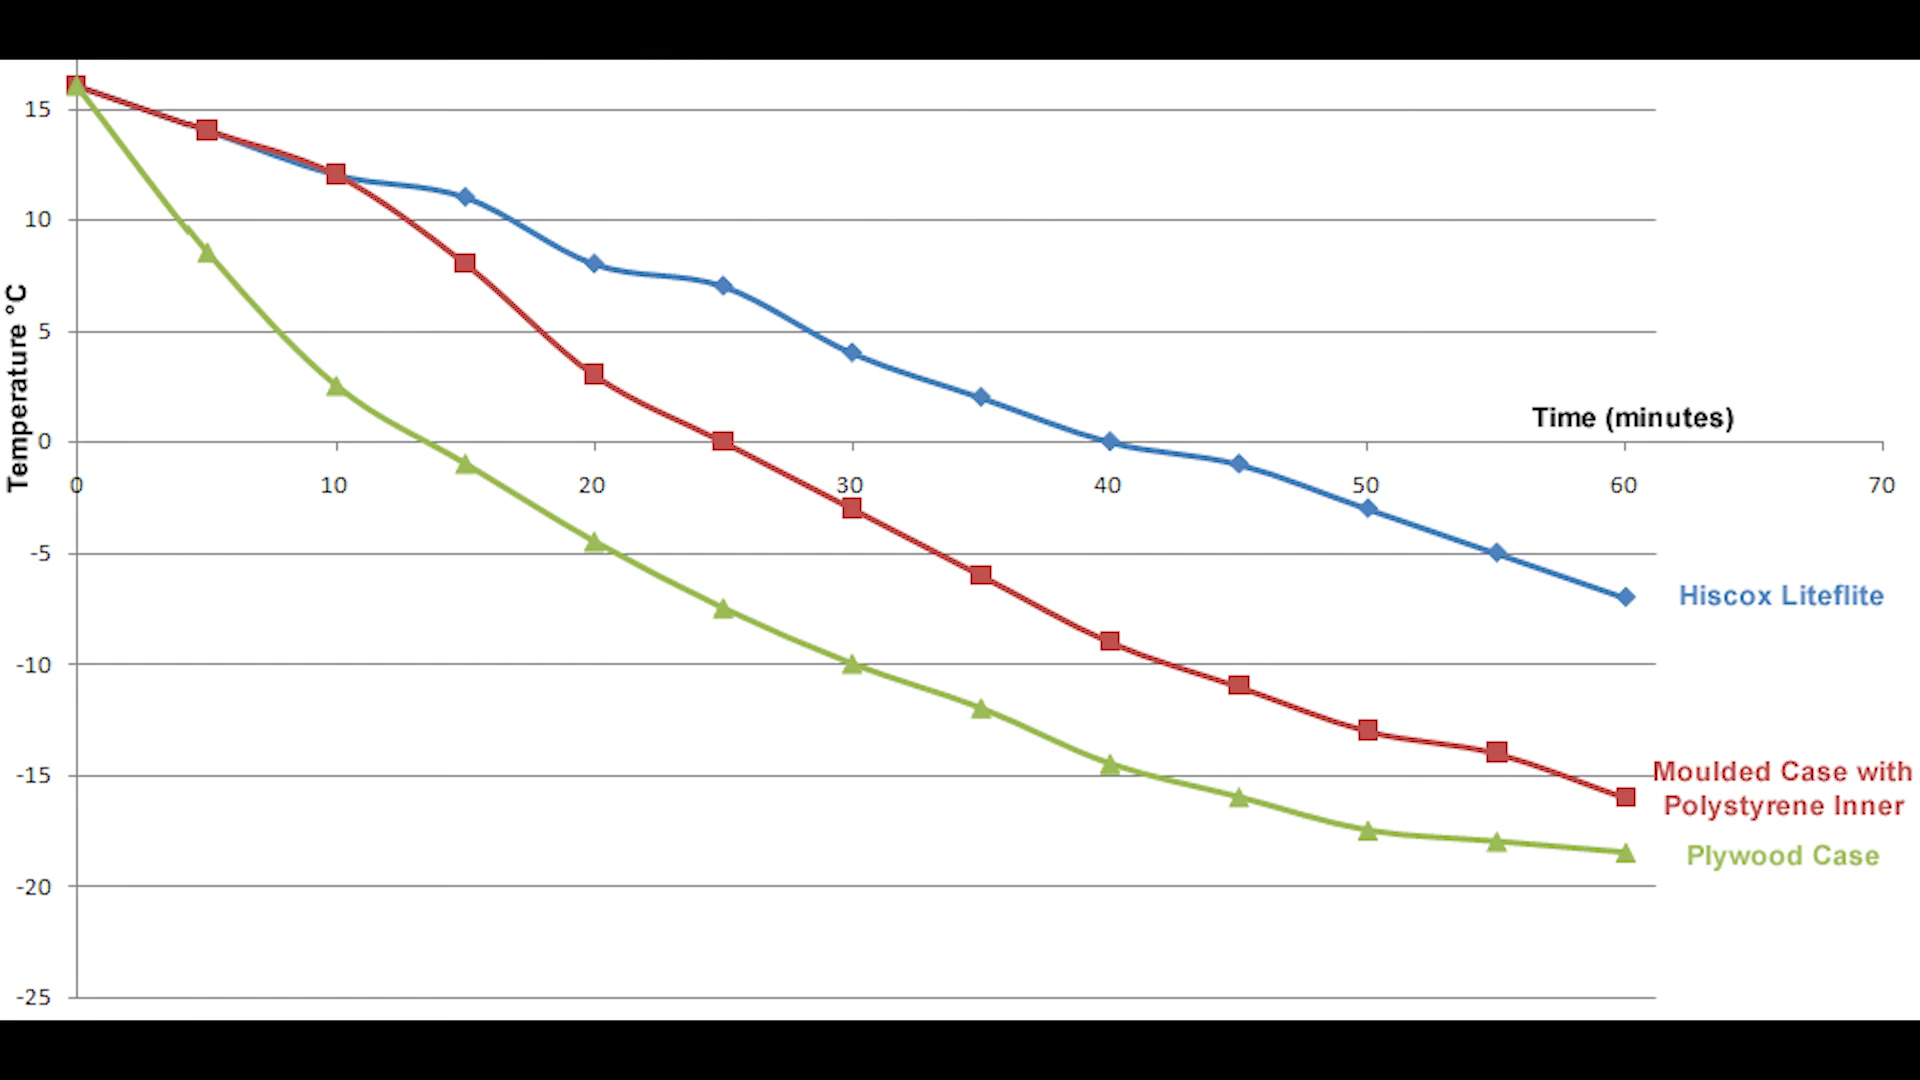 15
10
5
0
-5
-10
-15
-20
-25
Temperature °C
Time (minutes)
0 10 20 30 40 50 60 70
Hiscox Liteflite
Moulded Case with
Polystyrene Inner
Plywood Case